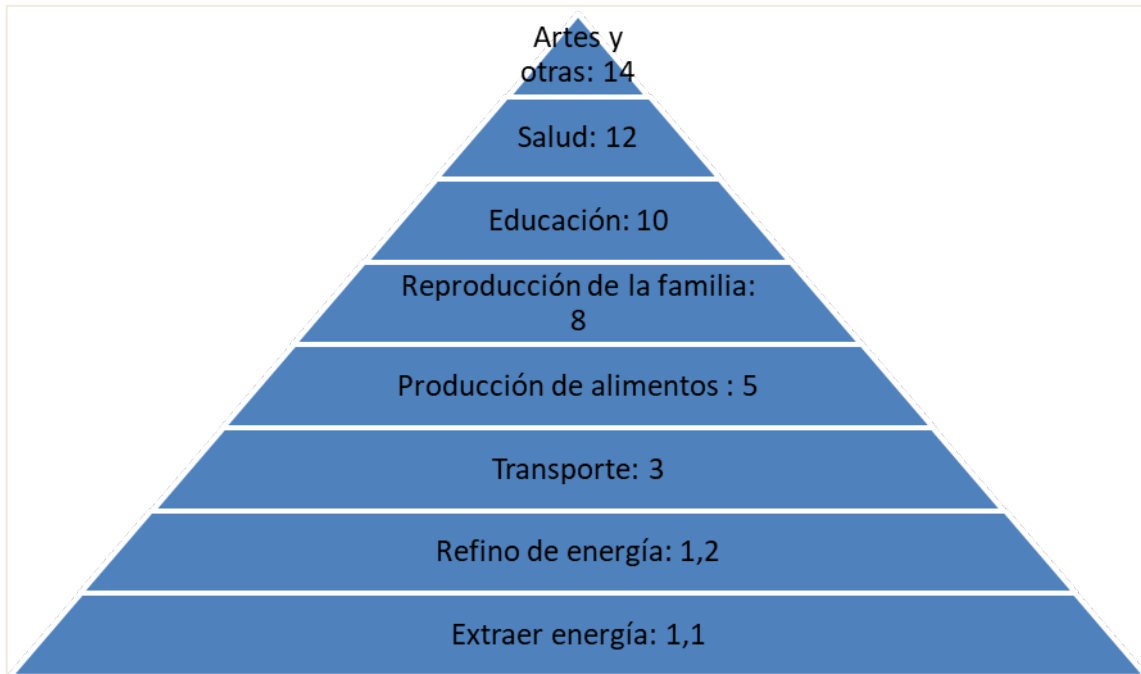 Artes y
otras: 14
Salud: 12
Educación: 10
Reproducción de la familia:
8
Producción de alimentos : 5
Transporte: 3
Refino de energía: 1,2
Extraer energía: 1,1